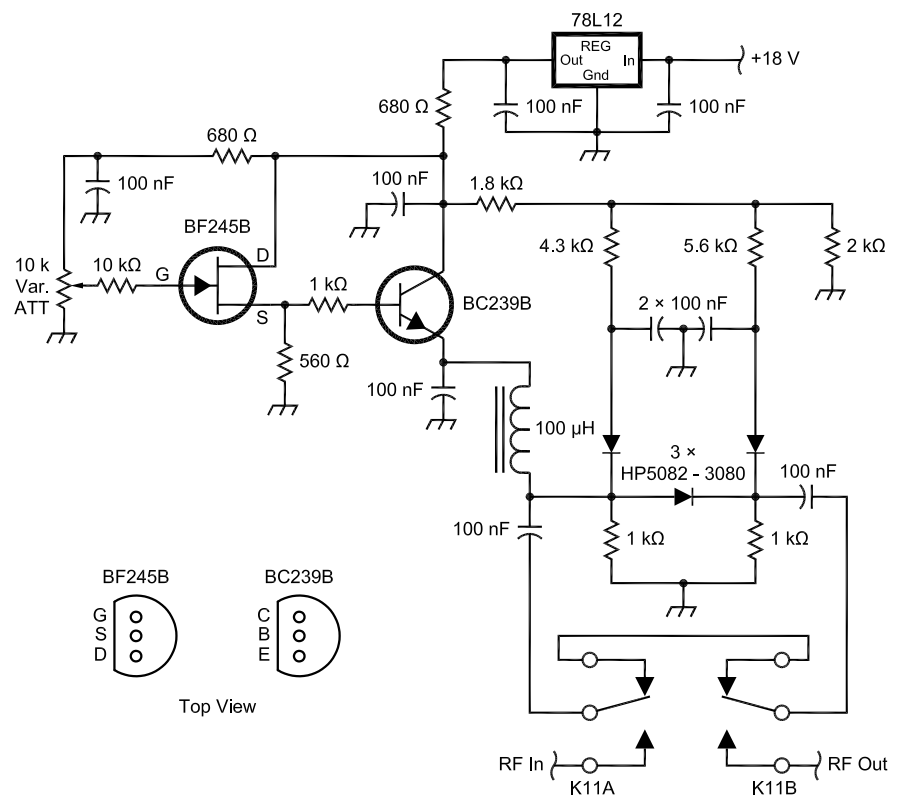 78L12
REG
Out
In
Gnd
+18 V
680 Ω
100 nF
100 nF
680 Ω
100 nF
100 nF
1.8 kΩ
BF245B
4.3 kΩ
5.6 kΩ
2 kΩ
10 k
Var.
ATT
10 kΩ
G
D
S
1 kΩ
BC239B
2 × 100 nF
560 Ω
100 nF
100 µH
3 ×
HP5082 - 3080
100 nF
100 nF
1 kΩ
1 kΩ
BF245B
G
S
D
BC239B
C
B
E
Top View
RF In
K11A
K11B
RF Out